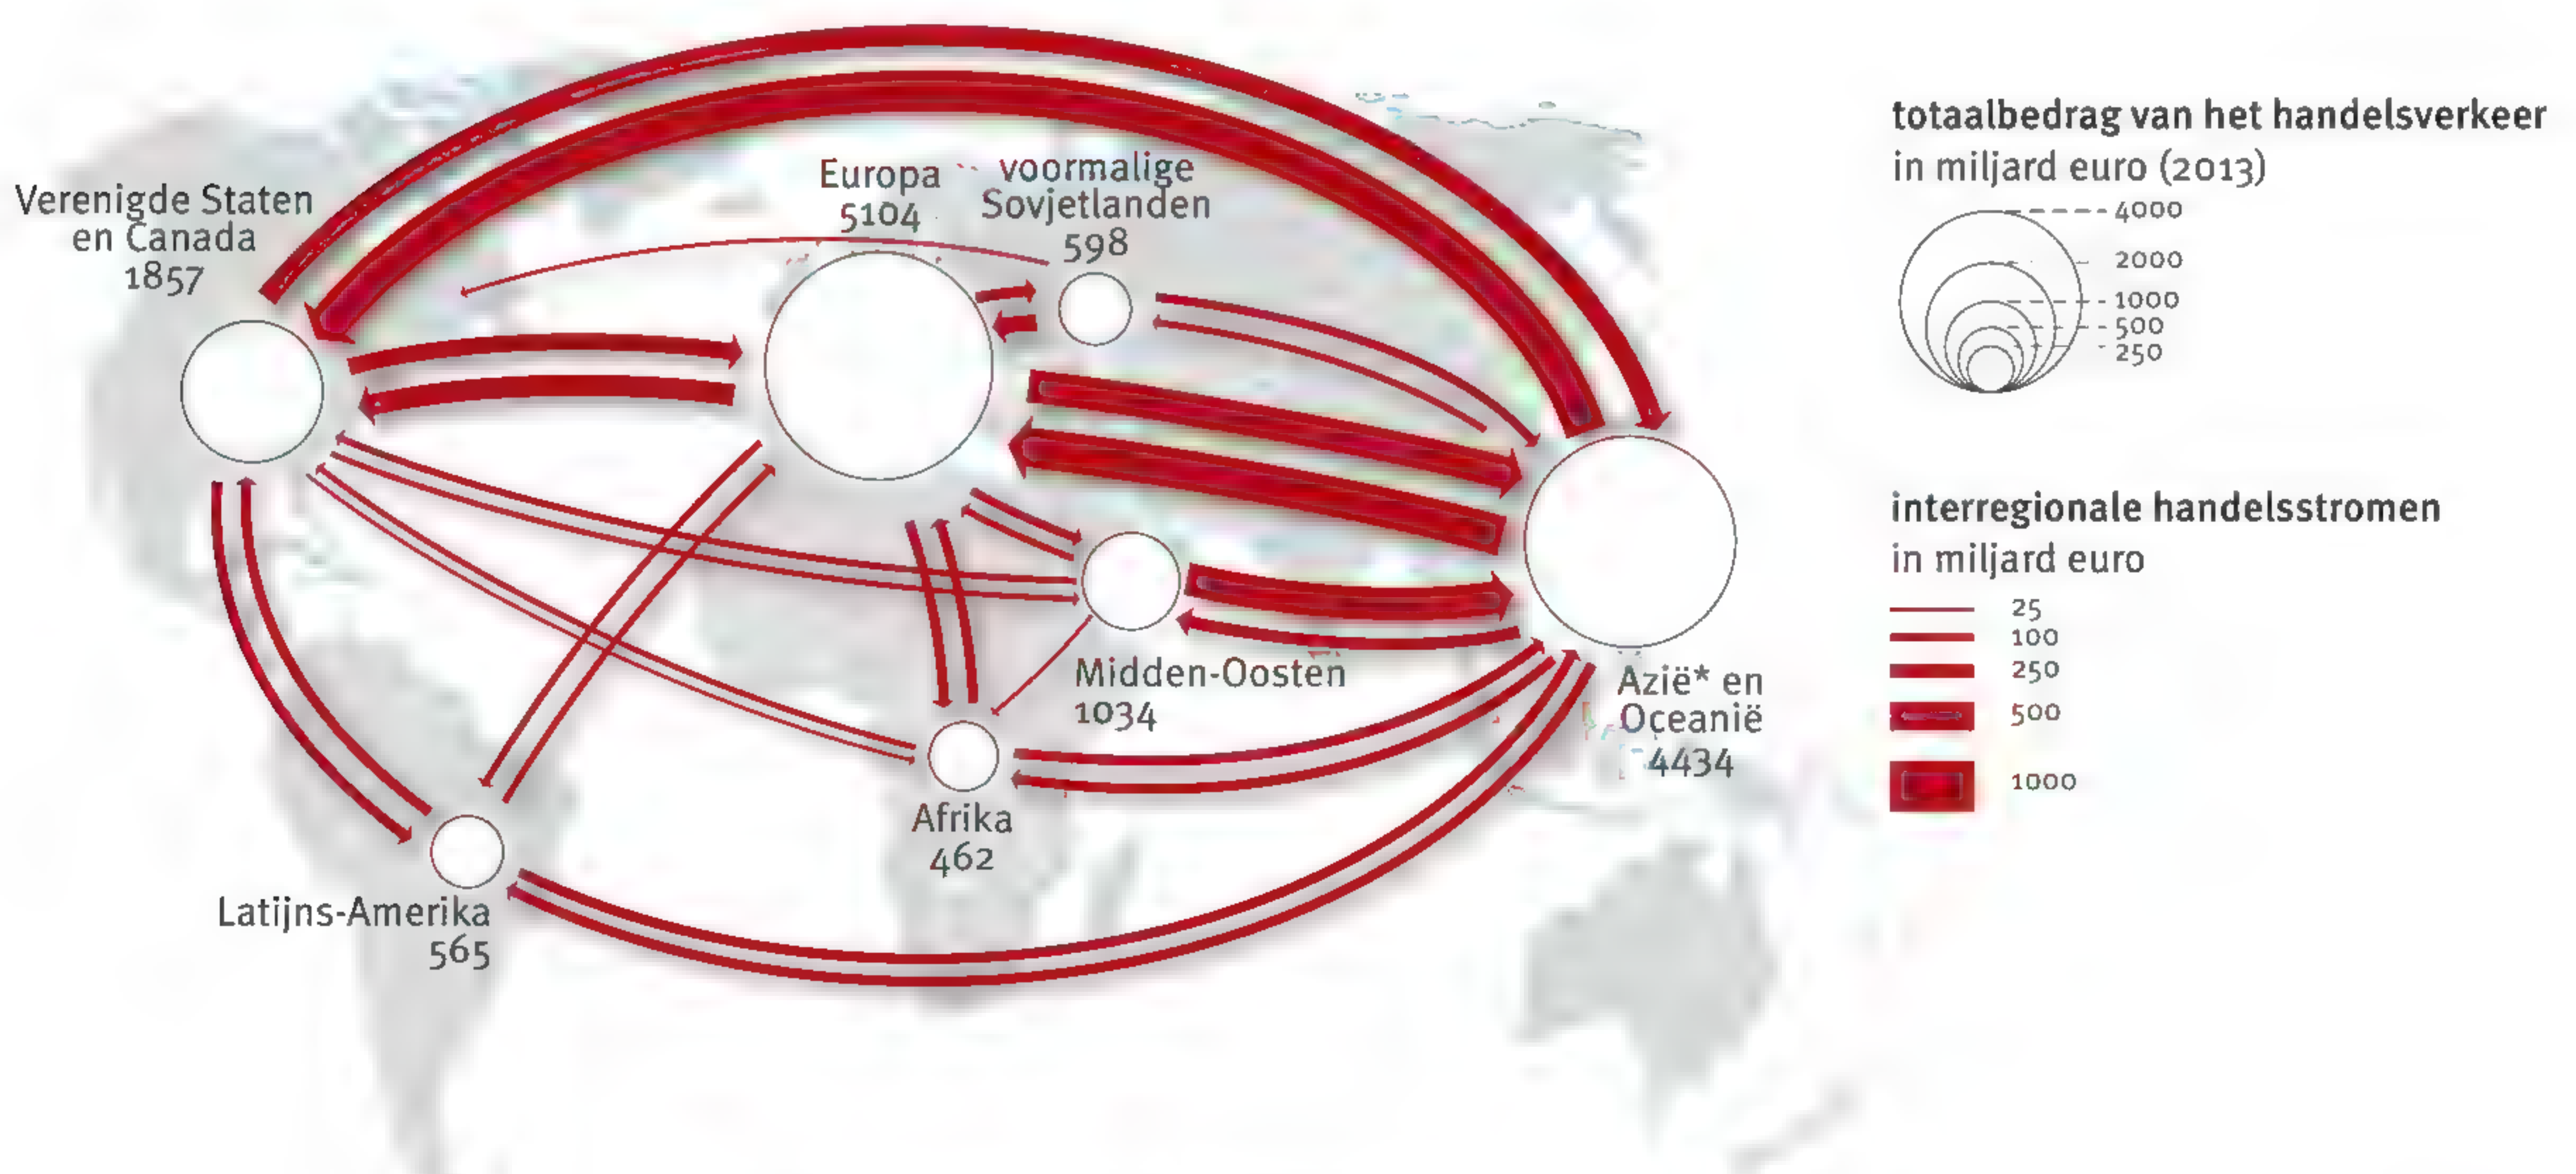 Verenigde Staten
en Canada
1857
Europa
5104
voormalige
Sovjetlanden
598
Midden-Oosten
1034
Azië* en
Oceanië
4434
Afrika
462
Latijns-Amerika
565
totaalbedrag van het handelsverkeer
in miljard euro (2013)
4000
2000
1000
500
250
interregionale handelsstromen
in miljard euro
25
100
250
500
1000